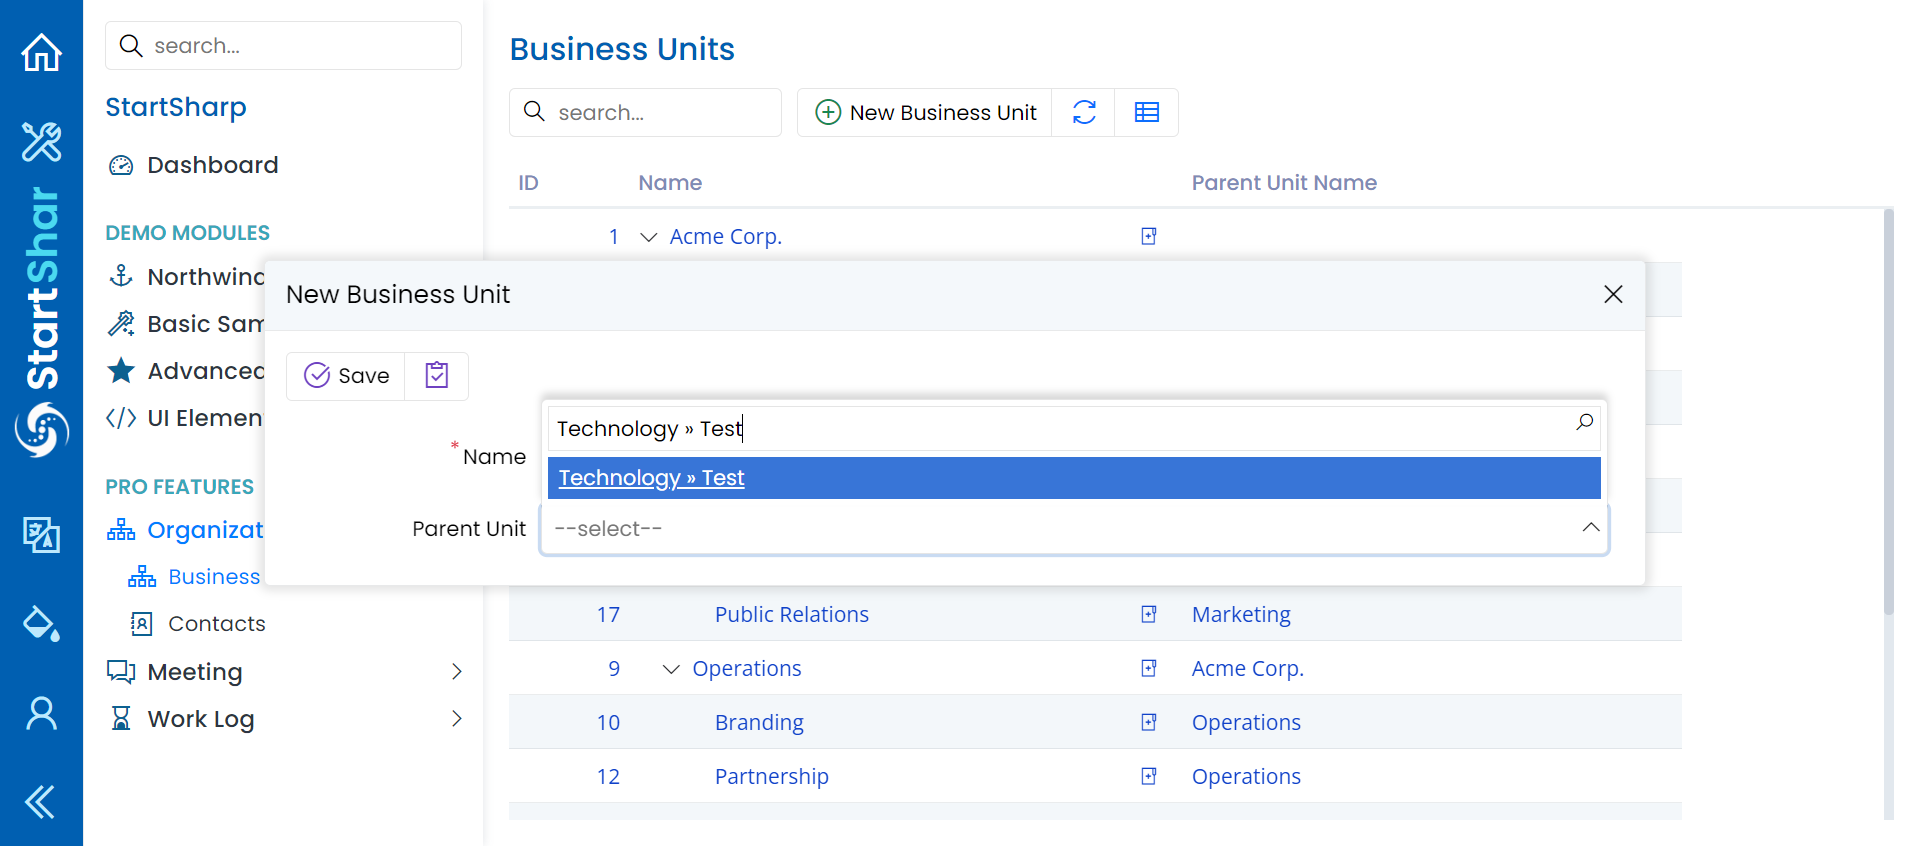 StartShar
search...
StartSharp
Dashboard
DEMO MODULES
Northwind
Basic Sam
Advanced
UI Elemen
PRO FEATURES
Organizat
Business
Contacts
Meeting
Work Log
Business Units
search...
New Business Unit
ID Name Parent Unit Name
1 Acme Corp.
New Business Unit
Save
Technology » Test
* Name
Technology » Test
Parent Unit --select--
17 Public Relations Marketing
9 Operations Acme Corp.
10 Branding Operations
12 Partnership Operations